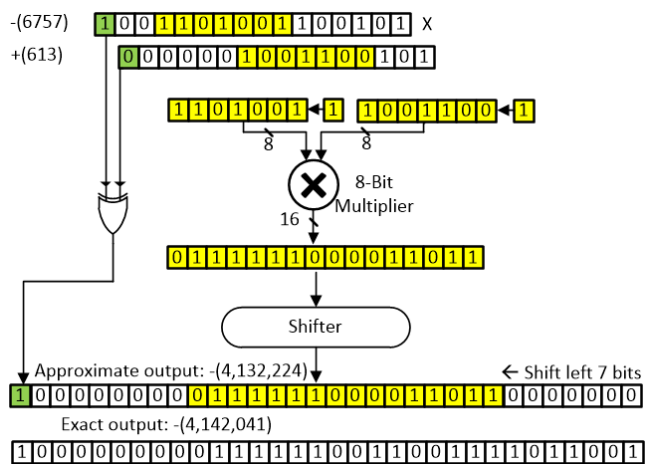 -(6757) 1 0 0 1 1 0 1 0 0 1 1 0 0 1 0 1 X
+(613) 0 0 0 0 0 0 1 0 0 1 1 0 0 1 0 1
1 1 0 1 0 0 1 1 1 0 0 1 1 0 0 1
8 8
8-Bit
Multiplier
16
0 1 1 1 1 1 1 0 0 0 0 1 1 0 1 1
Shifter
Approximate output: -(4,132,224) ← Shift left 7 bits
1 0 0 0 0 0 0 0 0 0 1 1 1 1 1 1 0 0 0 0 1 1 0 1 1 0 0 0 0 0 0 0
Exact output: -(4,142,041)
1 0 0 0 0 0 0 0 0 0 1 1 1 1 1 1 0 0 1 1 0 0 1 1 1 1 0 1 1 0 0 1